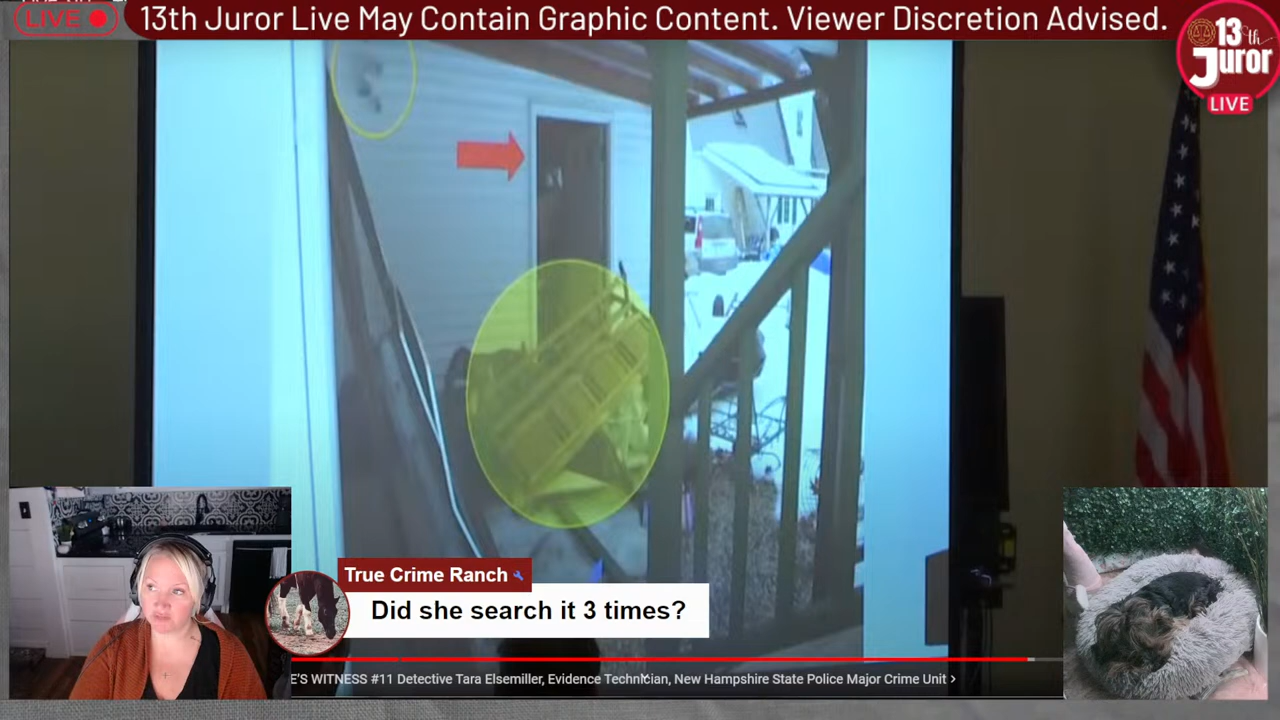 LIVE
13th Juror Live May Contain Graphic Content. Viewer Discretion Advised.
13th
Juror
LIVE
True Crime Ranch
Did she search it 3 times?
E'S WITNESS #11 Detective Tara Elsemiller, Evidence Technician, New Hampshire State Police Major Crime Unit >